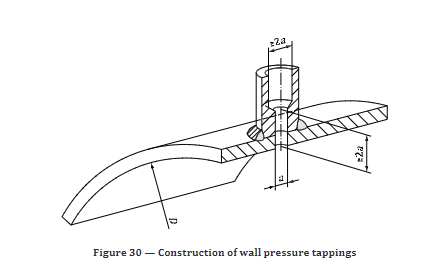 ≥2a
≥2a
a
Figure 30 — Construction of wall pressure tappings